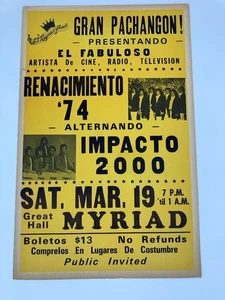 GRAN PACHANGON!
— PRESENTANDO —
EL FABULOSO
ARTISTA De CINE, RADIO, TELEVISION
RENACIMIENTO
'74
— ALTERNANDO —
IMPACTO
2000
SAT. MAR. 19 7 P.M. 'til 1 A.M.
Great Hall MYRIAD
Boletos $13 No Refunds
Comprelos En Lugares De Costumbre
Public Invited